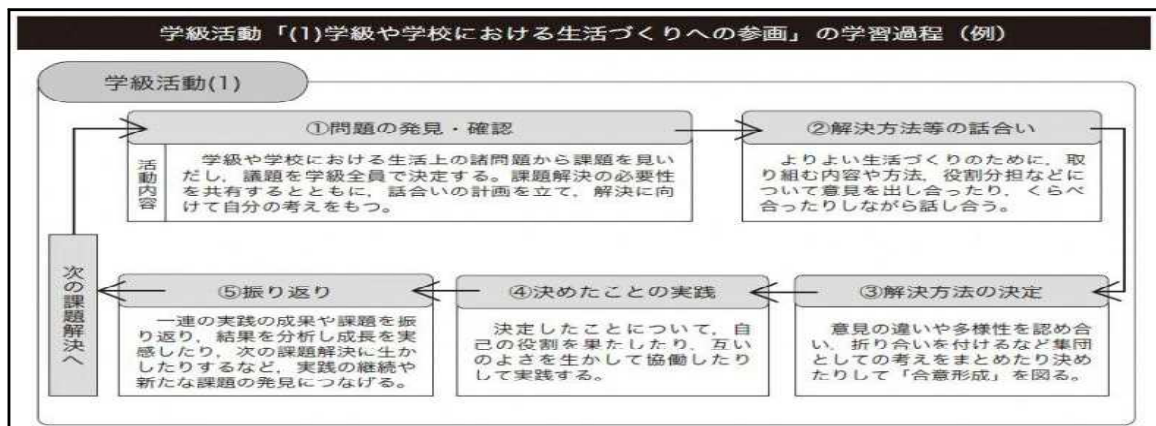 学級活動「(1)学級や学校における生活づくりへの参画」の学習過程（例）
学級活動(1)
①問題の発見・確認
活動内容
学級や学校における生活上の諸問題から課題を見い
だし，議題を学級全員で決定する。課題解決の必要性
を共有するとともに，話合いの計画を立て，解決に向
けて自分の考えをもつ。
②解決方法等の話合い
よりよい生活づくりのために，取
り組む内容や方法，役割分担などに
ついて意見を出し合ったり，くらべ
合ったりしながら話し合う。
③解決方法の決定
意見の違いや多様性を認め合
い，折り合いを付けるなど集団
としての考えをまとめたり決め
たりして「合意形成」を図る。
④決めたことの実践
決定したことについて，自
己の役割を果たしたり，互い
のよさを生かして協働したり
して実践する。
⑤振り返り
一連の実践の成果や課題を振
り返り，結果を分析し成長を実
感したり，次の課題解決に生か
したりするなど，実践の継続や
新たな課題の発見につなげる。
次の課題解決へ